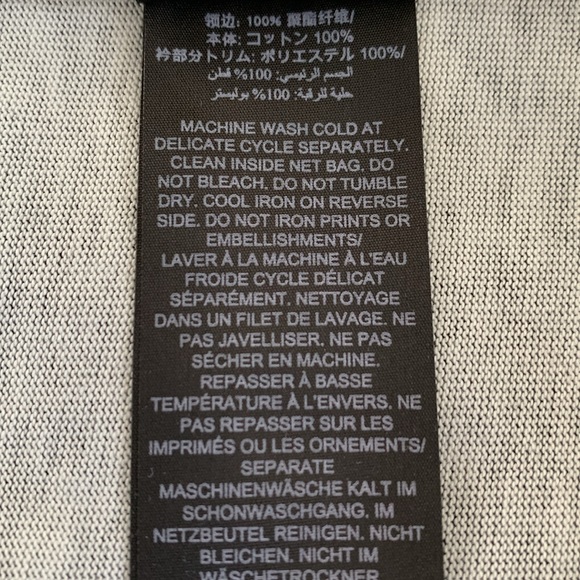 领边: 100% 聚酯纤维/
本体: コットン 100%
衿部分トリム: ポリエステル 100%/
الجسم الرئيسي: 100% قطن
حلية للرقبة: 100% بوليستر
MACHINE WASH COLD AT
DELICATE CYCLE SEPARATELY.
CLEAN INSIDE NET BAG. DO
NOT BLEACH. DO NOT TUMBLE
DRY. COOL IRON ON REVERSE
SIDE. DO NOT IRON PRINTS OR
EMBELLISHMENTS/
LAVER À LA MACHINE À L'EAU
FROIDE CYCLE DÉLICAT
SÉPARÉMENT. NETTOYAGE
DANS UN FILET DE LAVAGE. NE
PAS JAVELLISER. NE PAS
SÉCHER EN MACHINE.
REPASSER À BASSE
TEMPÉRATURE À L'ENVERS. NE
PAS REPASSER SUR LES
IMPRIMÉS OU LES ORNEMENTS/
SEPARATE
MASCHINENWÄSCHE KALT IM
SCHONWASCHGANG. IM
NETZBEUTEL REINIGEN. NICHT
BLEICHEN. NICHT IM
WÄSCHETROCKNER